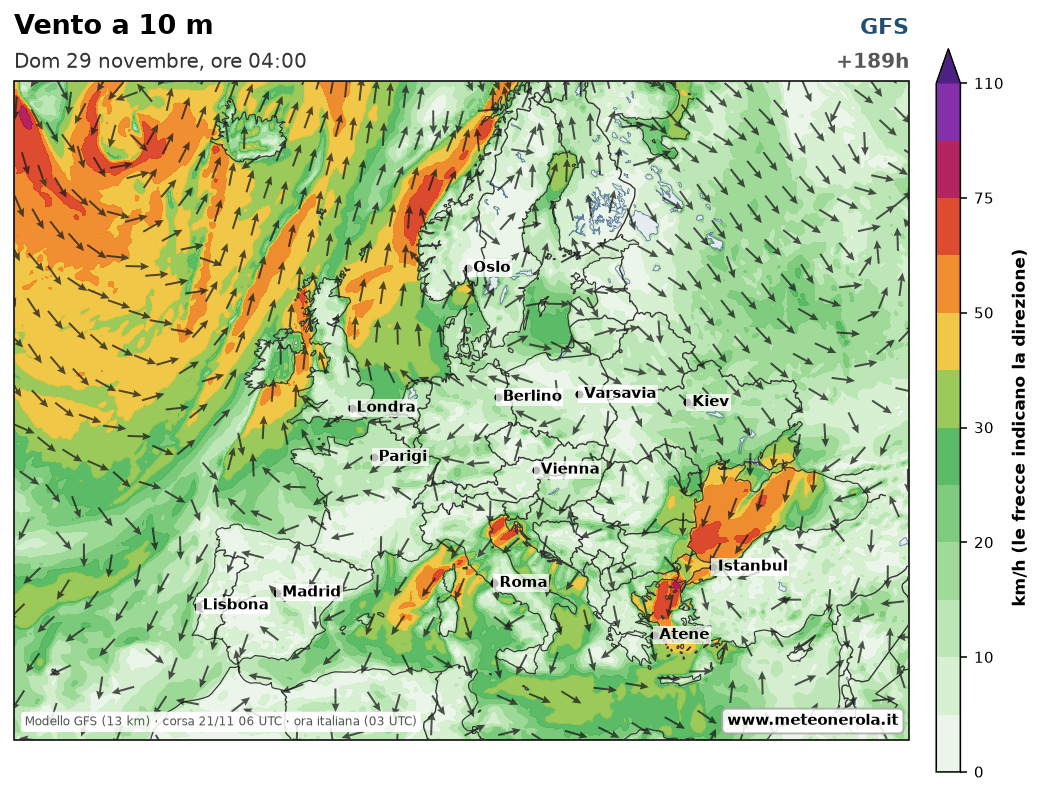 Vento a 10 m
GFS
Dom 29 novembre, ore 04:00
+189h
110
75
50
30
20
10
0
km/h (le frecce indicano la direzione)
Oslo
Berlino
Varsavia
Kiev
Londra
Parigi
Vienna
Istanbul
Roma
Madrid
Lisbona
Atene
Modello GFS (13 km) · corsa 21/11 06 UTC · ora italiana (03 UTC)
www.meteonerola.it